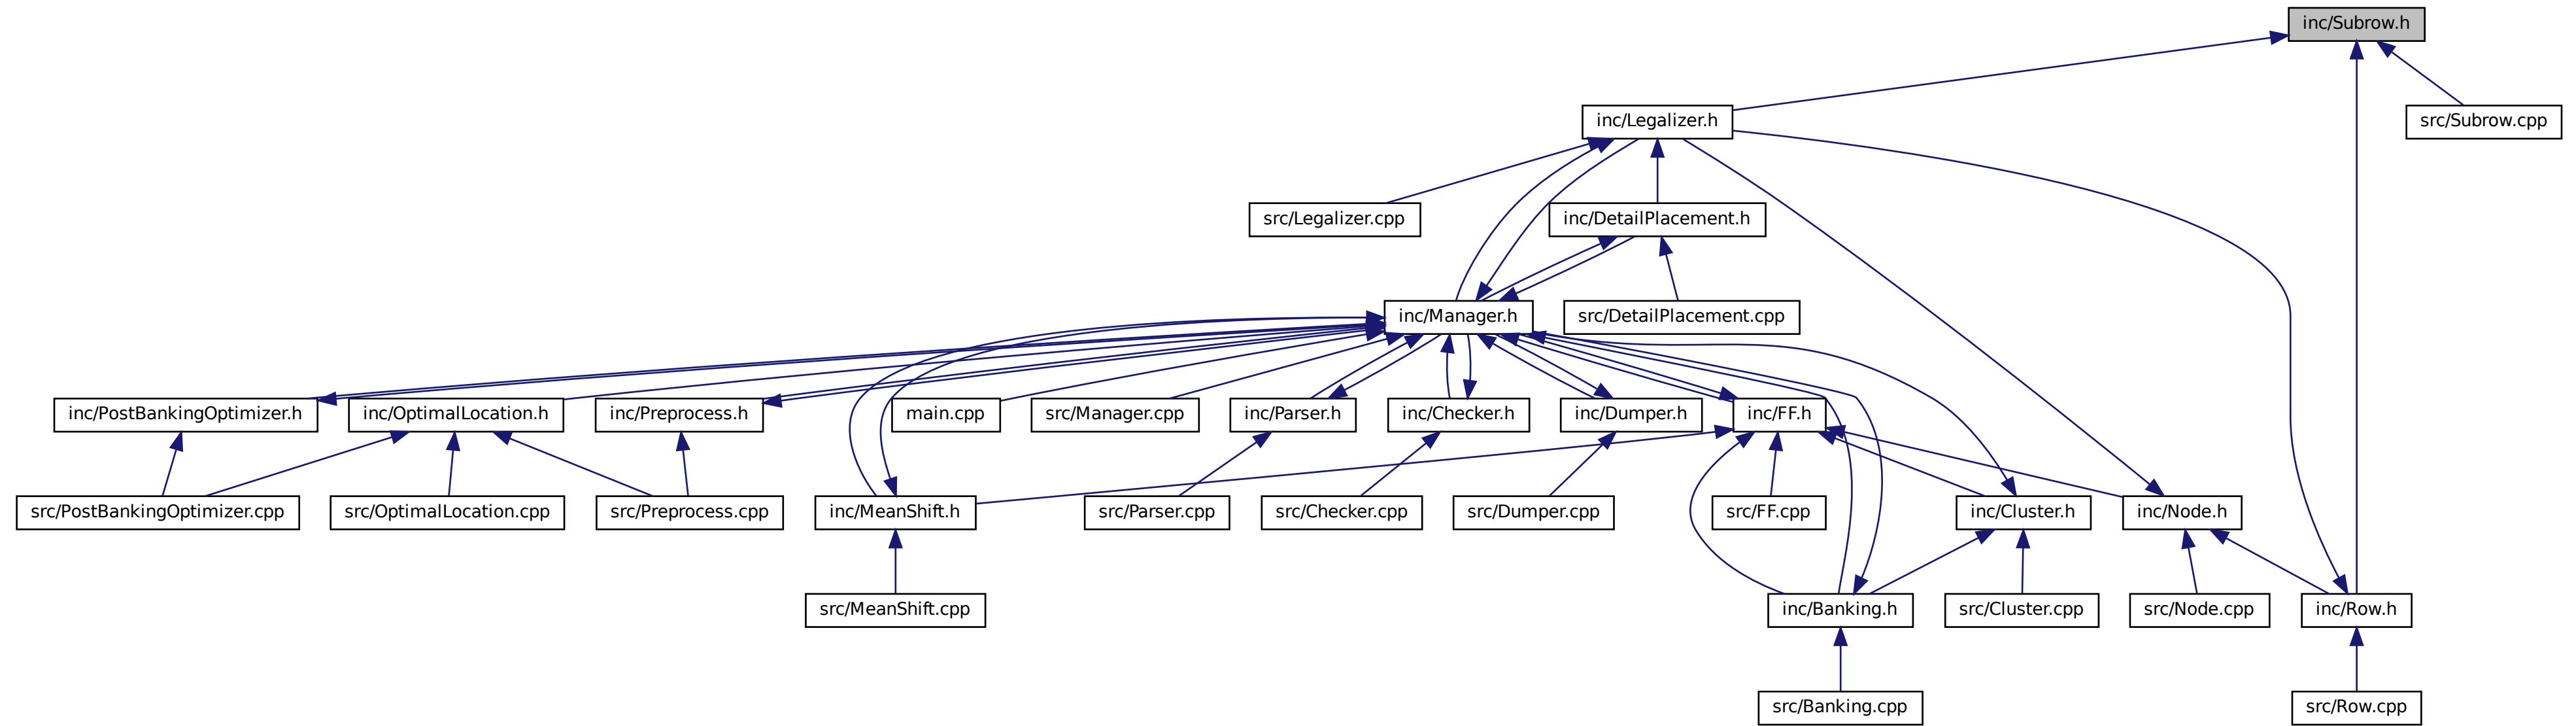 inc/Subrow.h
inc/Legalizer.h
src/Subrow.cpp
src/Legalizer.cpp
inc/DetailPlacement.h
inc/Manager.h
src/DetailPlacement.cpp
inc/PostBankingOptimizer.h
inc/OptimalLocation.h
inc/Preprocess.h
main.cpp
src/Manager.cpp
inc/Parser.h
inc/Checker.h
inc/Dumper.h
inc/FF.h
src/PostBankingOptimizer.cpp
src/OptimalLocation.cpp
src/Preprocess.cpp
inc/MeanShift.h
src/Parser.cpp
src/Checker.cpp
src/Dumper.cpp
src/FF.cpp
inc/Cluster.h
inc/Node.h
src/MeanShift.cpp
inc/Banking.h
src/Cluster.cpp
src/Node.cpp
inc/Row.h
src/Banking.cpp
src/Row.cpp